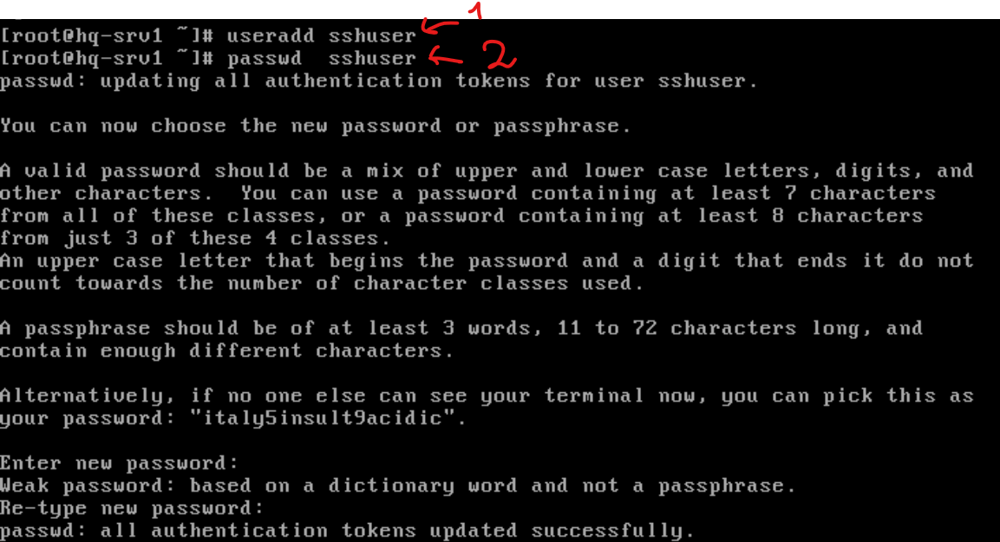 1
[root@hq-srv1 ~]# useradd sshuser
[root@hq-srv1 ~]# passwd  sshuser 2
passwd: updating all authentication tokens for user sshuser.
You can now choose the new password or passphrase.
A valid password should be a mix of upper and lower case letters, digits, and
other characters.  You can use a password containing at least 7 characters
from all of these classes, or a password containing at least 8 characters
from just 3 of these 4 classes.
An upper case letter that begins the password and a digit that ends it do not
count towards the number of character classes used.
A passphrase should be of at least 3 words, 11 to 72 characters long, and
contain enough different characters.
Alternatively, if no one else can see your terminal now, you can pick this as
your password: "italy5insult9acidic".
Enter new password:
Weak password: based on a dictionary word and not a passphrase.
Re-type new password:
passwd: all authentication tokens updated successfully.